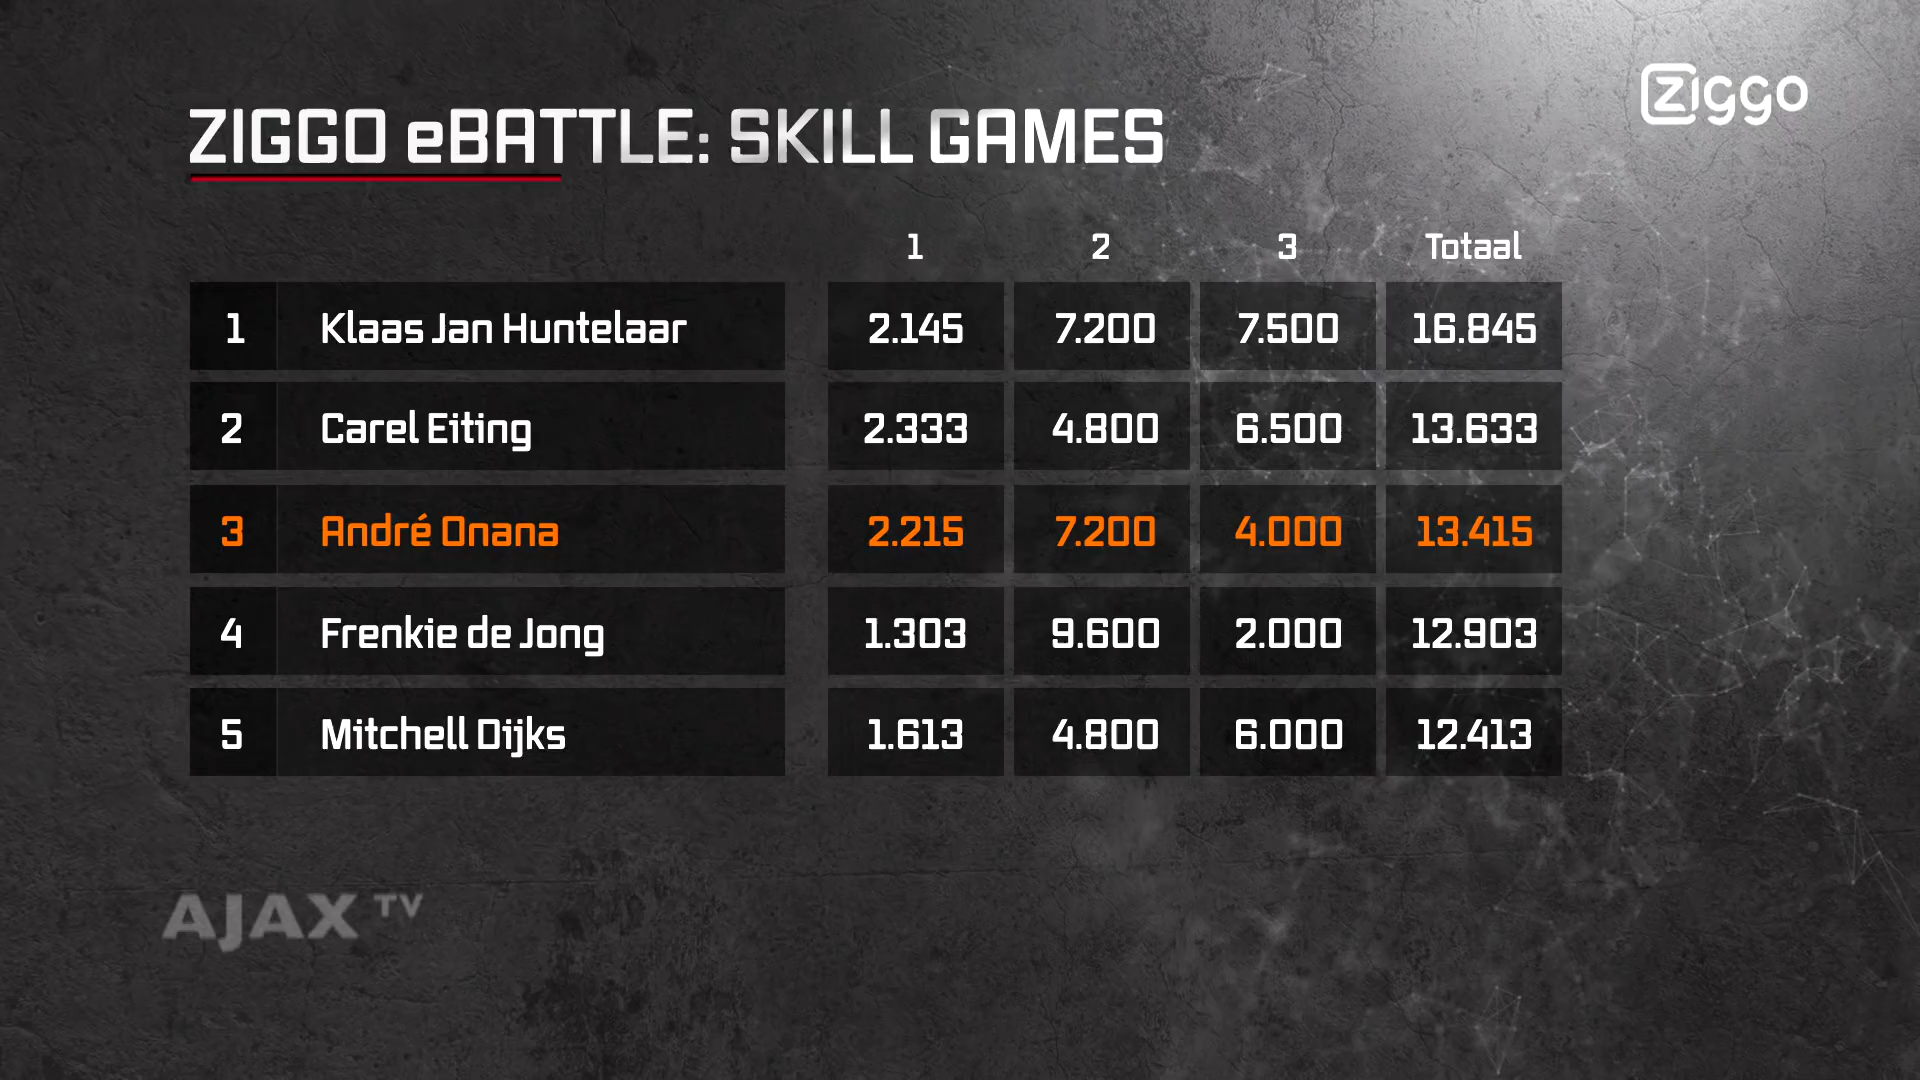 ziggo
ZIGGO eBATTLE: SKILL GAMES
1 2 3 Totaal
1 Klaas Jan Huntelaar 2.145 7.200 7.500 16.845
2 Carel Eiting 2.333 4.800 6.500 13.633
3 André Onana 2.215 7.200 4.000 13.415
4 Frenkie de Jong 1.303 9.600 2.000 12.903
5 Mitchell Dijks 1.613 4.800 6.000 12.413
AJAX TV